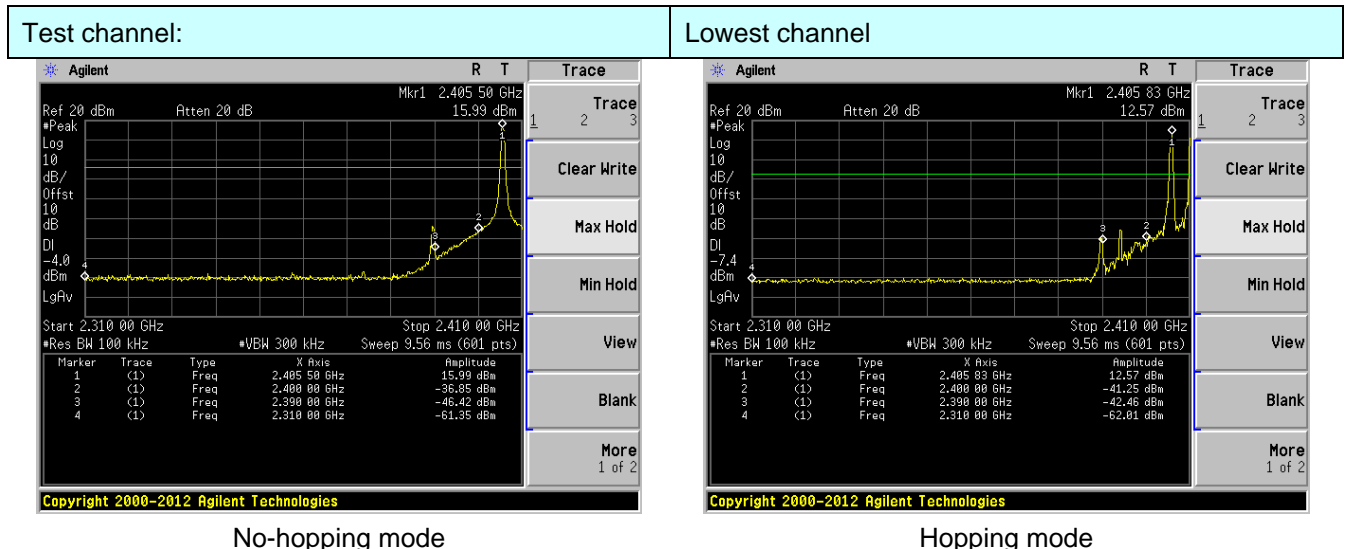 Test channel: Lowest channel
Agilent R T Trace
Mkr1 2.405 50 GHz
Ref 20 dBm Atten 20 dB 15.99 dBm
#Peak
Log
10
dB/
Offst
10
dB
DI
-4.0
dBm
LgAv
1
2
3
4
Start 2.310 00 GHz Stop 2.410 00 GHz
#Res BW 100 kHz #VBW 300 kHz Sweep 9.56 ms (601 pts)
Marker Trace Type X Axis Amplitude
1 (1) Freq 2.405 50 GHz 15.99 dBm
2 (1) Freq 2.400 00 GHz -36.85 dBm
3 (1) Freq 2.390 00 GHz -46.42 dBm
4 (1) Freq 2.310 00 GHz -61.35 dBm
Trace
1 2 3
Clear Write
Max Hold
Min Hold
View
Blank
More
1 of 2
Copyright 2000-2012 Agilent Technologies
No-hopping mode
Agilent R T Trace
Mkr1 2.405 83 GHz
Ref 20 dBm Atten 20 dB 12.57 dBm
#Peak
Log
10
dB/
Offst
10
dB
DI
-7.4
dBm
LgAv
1
2
3
4
Start 2.310 00 GHz Stop 2.410 00 GHz
#Res BW 100 kHz #VBW 300 kHz Sweep 9.56 ms (601 pts)
Marker Trace Type X Axis Amplitude
1 (1) Freq 2.405 83 GHz 12.57 dBm
2 (1) Freq 2.400 00 GHz -41.25 dBm
3 (1) Freq 2.390 00 GHz -42.46 dBm
4 (1) Freq 2.310 00 GHz -62.01 dBm
Trace
1 2 3
Clear Write
Max Hold
Min Hold
View
Blank
More
1 of 2
Copyright 2000-2012 Agilent Technologies
Hopping mode